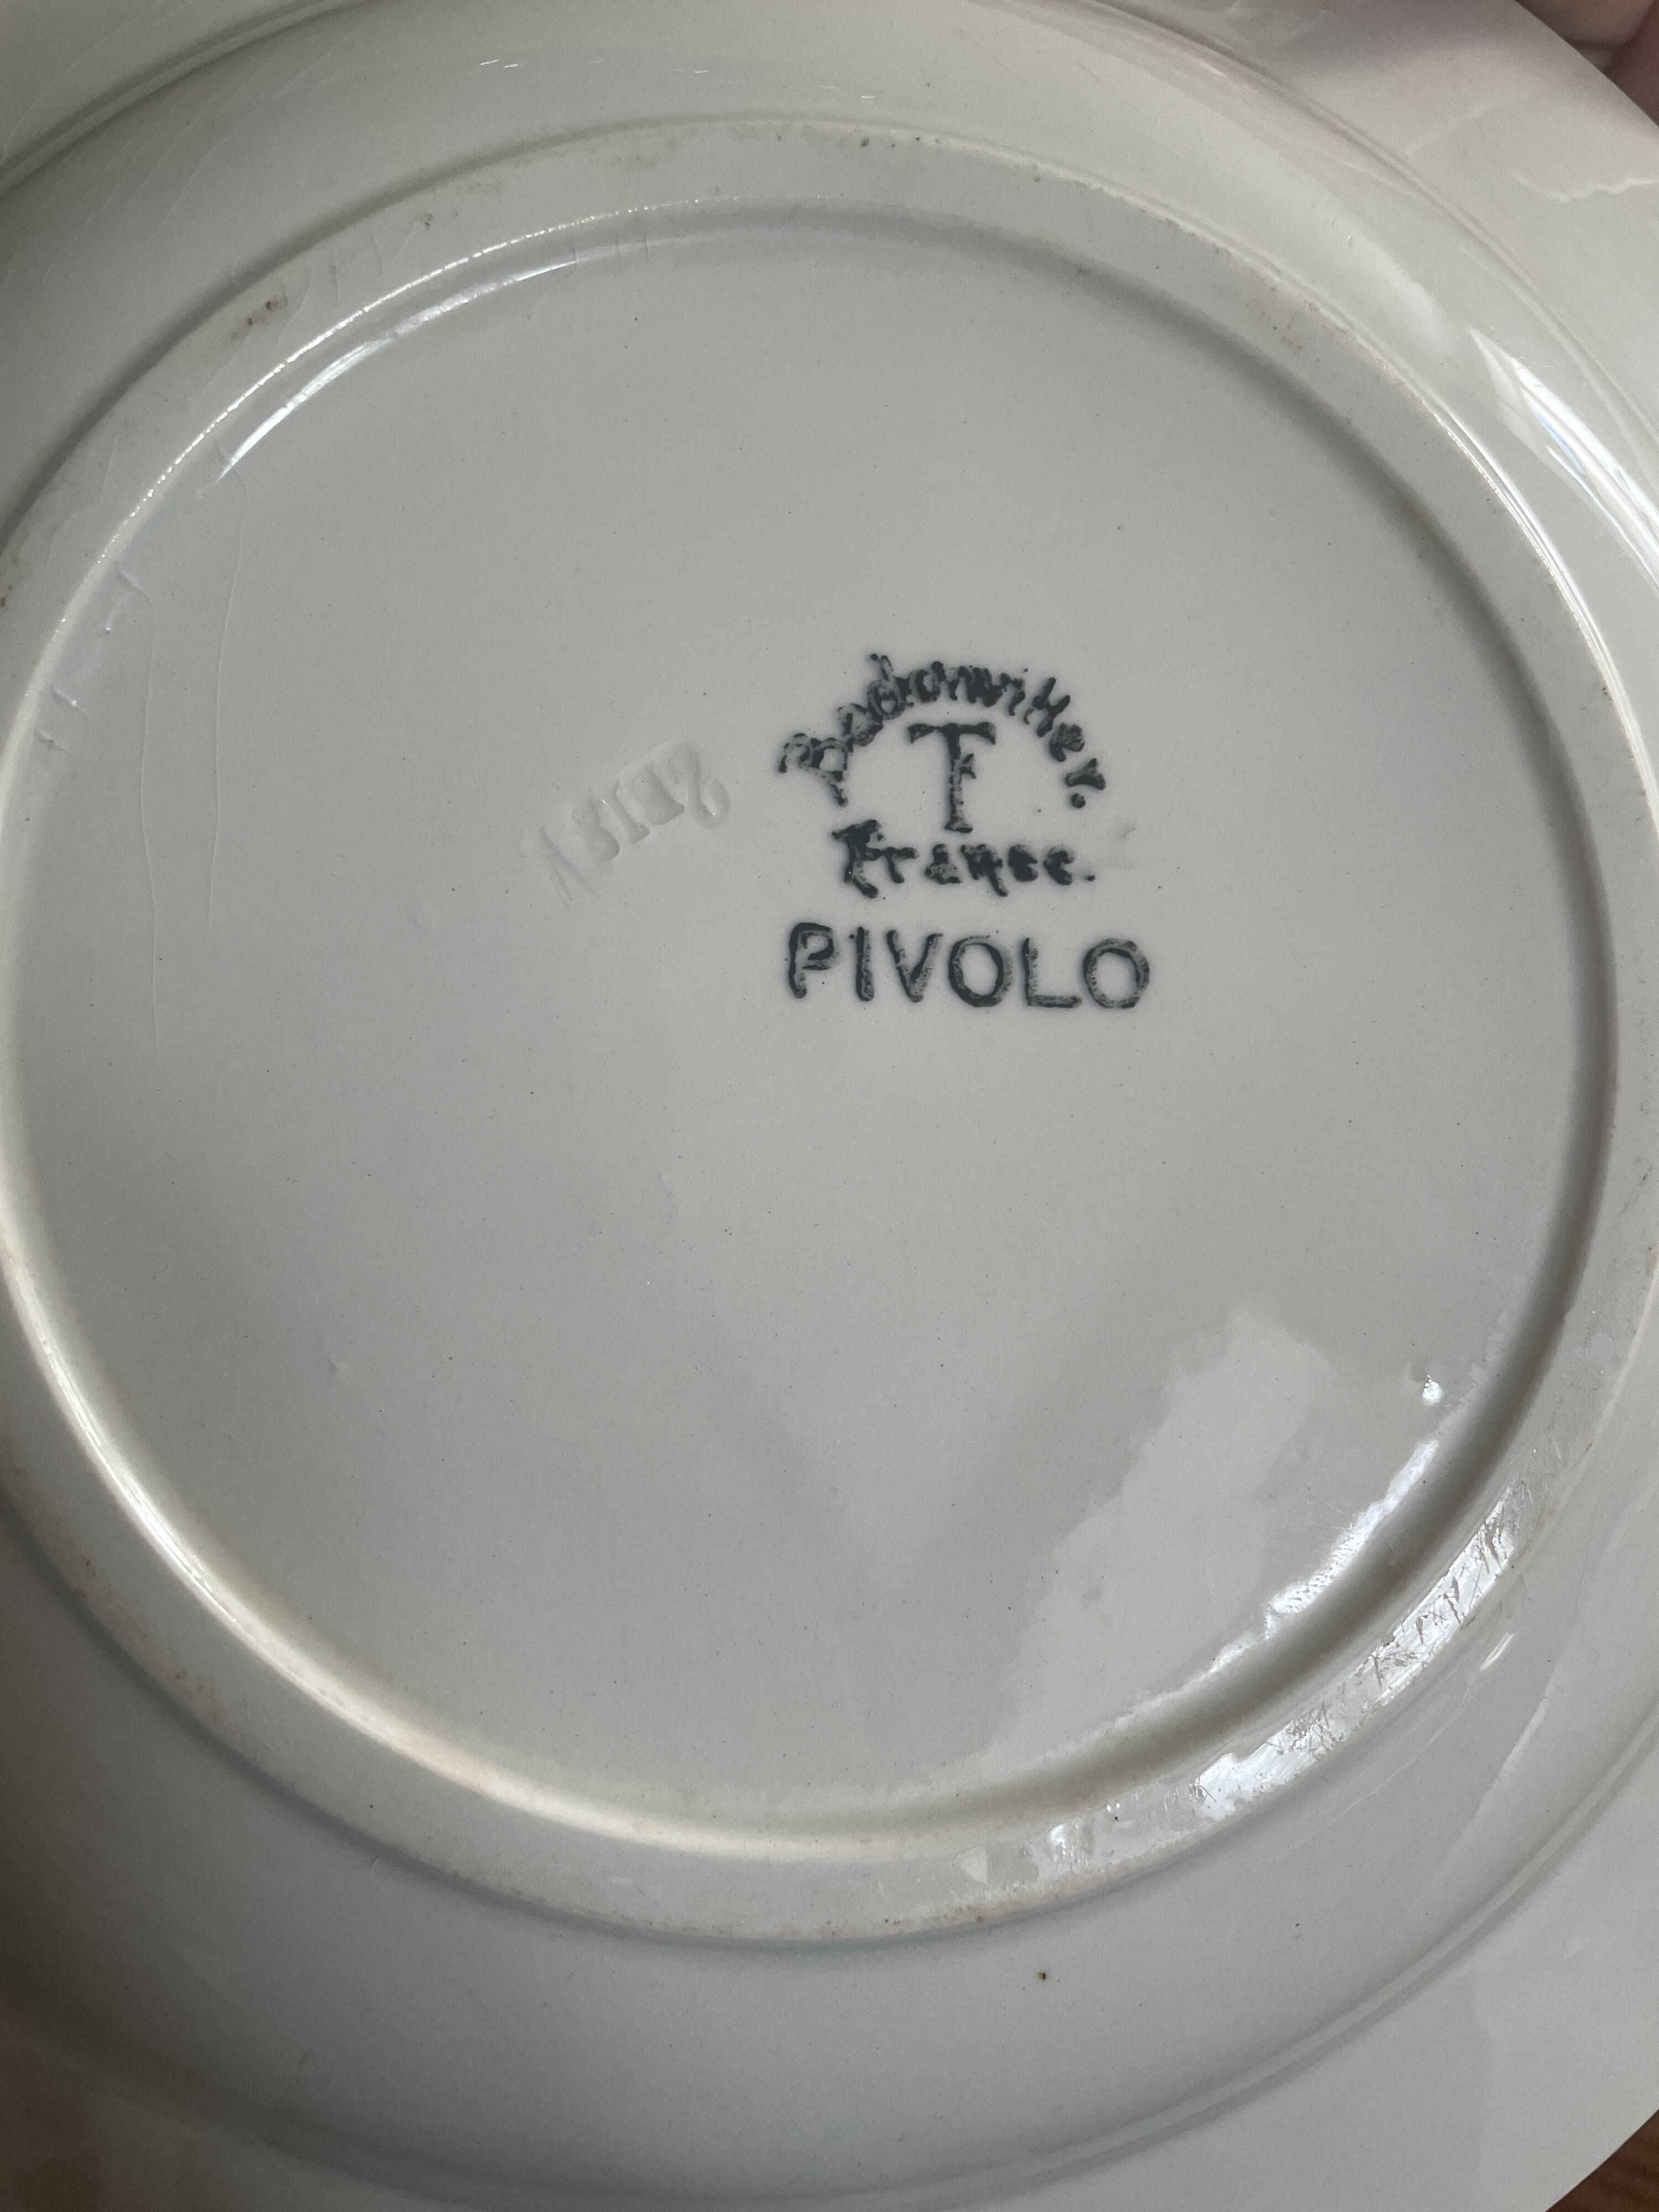 Badonviller.
T
France.
PIVOLO